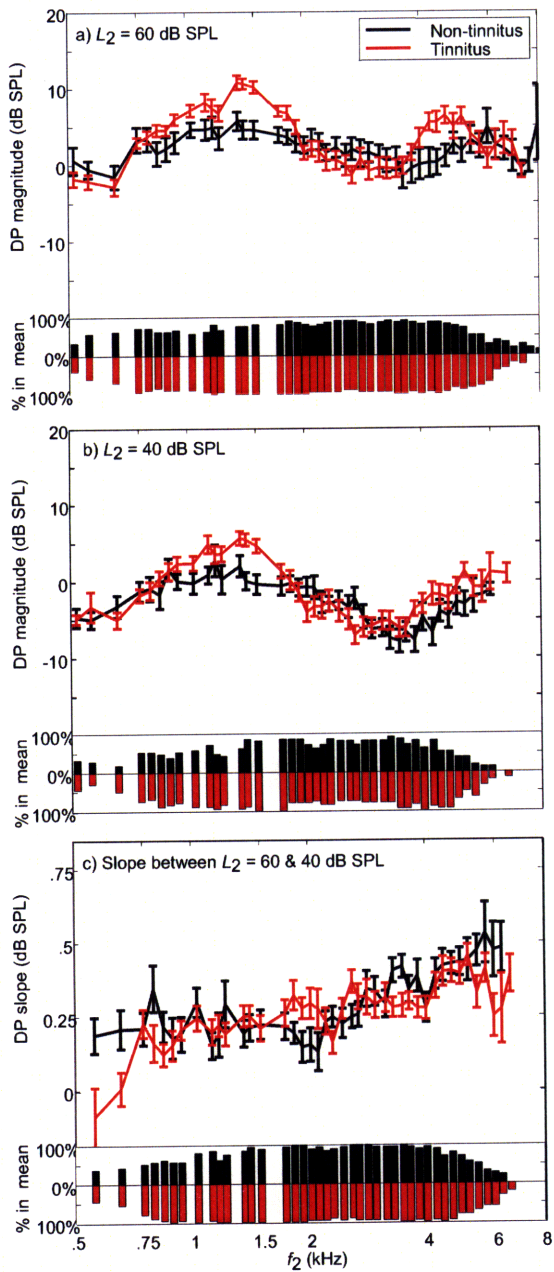 20
a) L2 = 60 dB SPL
Non-tinnitus
Tinnitus
10
0
-10
DP magnitude (dB SPL)
100%
0%
100%
% in mean
20
b) L2 = 40 dB SPL
10
0
-10
DP magnitude (dB SPL)
100%
0%
100%
% in mean
c) Slope between L2 = 60 & 40 dB SPL
.75
.5
0.25
0
DP slope (dB SPL)
100%
0%
100%
% in mean
.5 .75 1 1.5 2 4 6 8
f2 (kHz)